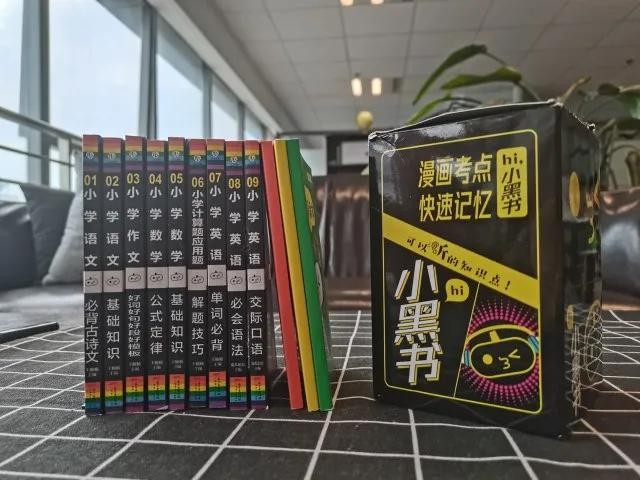 01
小学语文
必背古诗文
02
小学语文
基础知识
03
小学作文
好词好句好段好模板
04
小学数学
公式定律
05
小学数学
基础知识
06
小学计算题应用题
解题技巧
07
小学英语
单词必背
08
小学英语
必会语法
09
小学英语
交际口语
漫画考点
快速记忆
hi,小黑书
可以听的知识点！
小黑书
hi